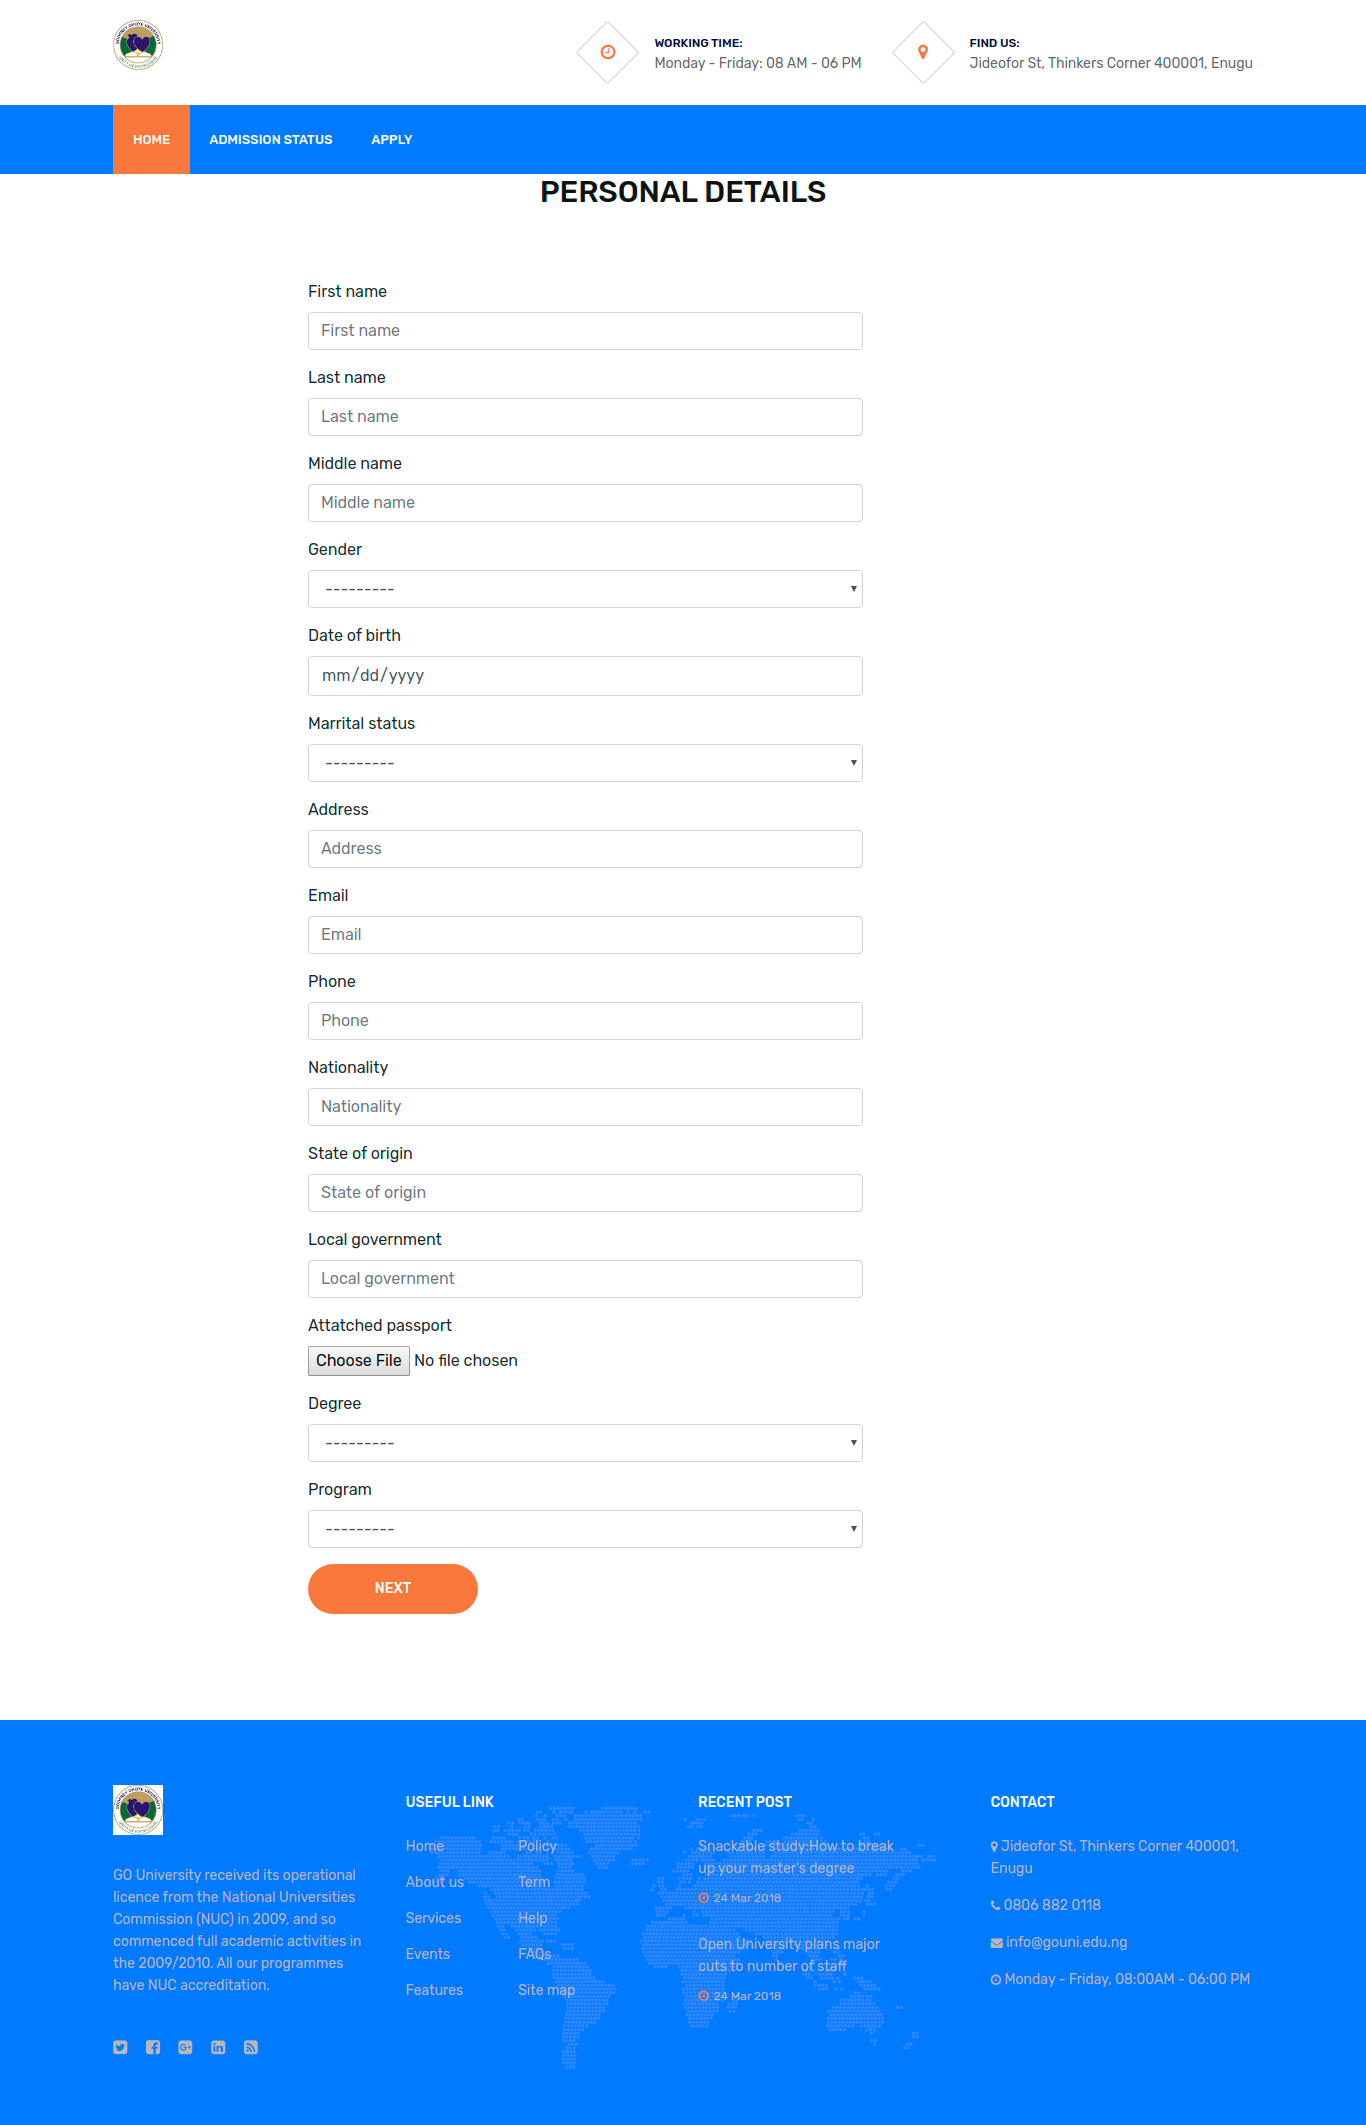 WORKING TIME:
Monday - Friday: 08 AM - 06 PM
FIND US:
Jideofor St, Thinkers Corner 400001, Enugu
HOME ADMISSION STATUS APPLY
PERSONAL DETAILS
First name
First name
Last name
Last name
Middle name
Middle name
Gender
---------
Date of birth
mm/dd/yyyy
Marrital status
---------
Address
Address
Email
Email
Phone
Phone
Nationality
Nationality
State of origin
State of origin
Local government
Local government
Attatched passport
Choose File No file chosen
Degree
---------
Program
---------
NEXT
GO University received its operational
licence from the National Universities
Commission (NUC) in 2009, and so
commenced full academic activities in
the 2009/2010. All our programmes
have NUC accreditation.
USEFUL LINK
Home
About us
Services
Events
Features
Policy
Term
Help
FAQs
Site map
RECENT POST
Snackable study:How to break
up your master's degree
24 Mar 2018
Open University plans major
cuts to number of staff
24 Mar 2018
CONTACT
Jideofor St, Thinkers Corner 400001,
Enugu
0806 882 0118
info@gouni.edu.ng
Monday - Friday, 08:00AM - 06:00 PM